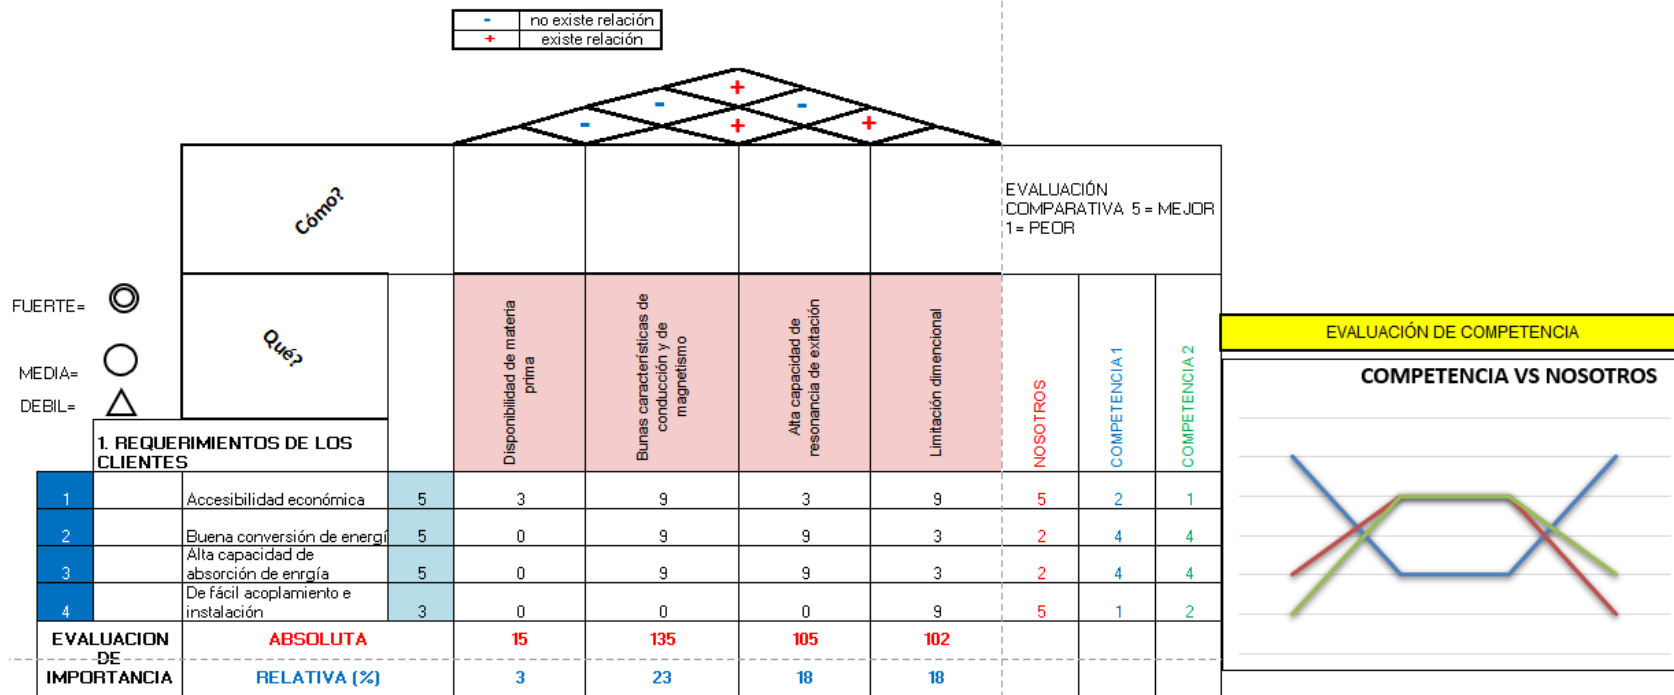 - no existe relación
+ existe relación
+
- -
- + +
Cómo?
EVALUACIÓN
COMPARATIVA 5 = MEJOR
1= PEOR
FUERTE=
MEDIA=
DEBIL=
Qué?
Disponibilidad de materia
prima
Bunas características de
conducción y de
magnetismo
Alta capacidad de
resonancia de exitación
Limitación dimencional
NOSOTROS
COMPETENCIA 1
COMPETENCIA 2
EVALUACIÓN DE COMPETENCIA
COMPETENCIA VS NOSOTROS
1. REQUERIMIENTOS DE LOS
CLIENTES
1 Accesibilidad económica 5 3 9 3 9 5 2 1
2 Buena conversión de energí 5 0 9 9 3 2 4 4
3 Alta capacidad de
absorción de enrgía 5 0 9 9 3 2 4 4
4 De fácil acoplamiento e
instalación 3 0 0 0 9 5 1 2
EVALUACION
DE
IMPORTANCIA
ABSOLUTA 15 135 105 102
RELATIVA (%) 3 23 18 18